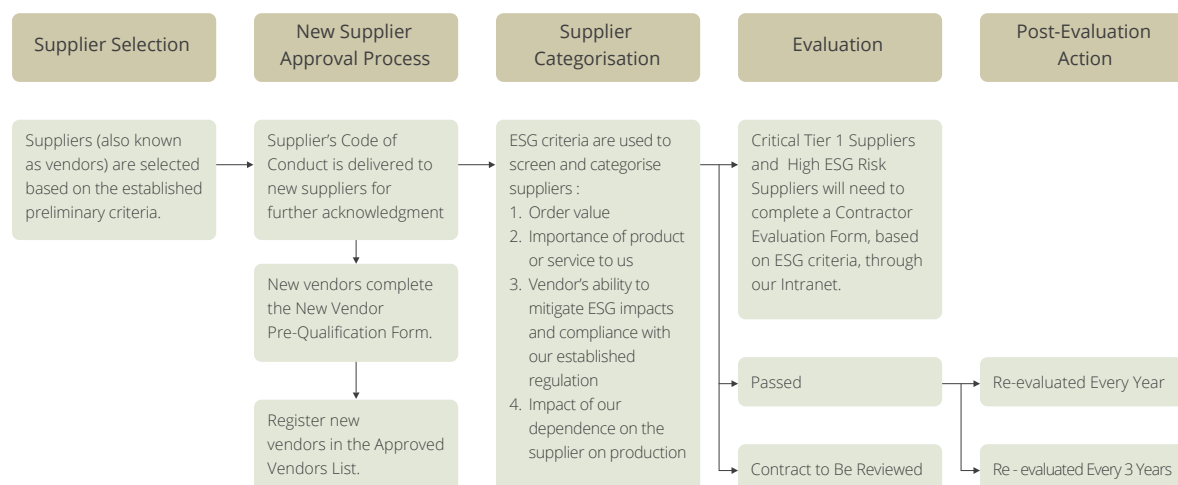 Supplier Selection
New Supplier
Approval Process
Supplier
Categorisation
Evaluation
Post-Evaluation
Action
Suppliers (also known
as vendors) are selected
based on the established
preliminary criteria.
Supplier's Code of
Conduct is delivered to
new suppliers for
further acknowledgment
New vendors complete
the New Vendor
Pre-Qualification Form.
Register new
vendors in the Approved
Vendors List.
ESG criteria are used to
screen and categorise
suppliers :
1. Order value
2. Importance of product
or service to us
3. Vendor's ability to
mitigate ESG impacts
and compliance with
our established
regulation
4. Impact of our
dependence on the
supplier on production
Critical Tier 1 Suppliers
and High ESG Risk
Suppliers will need to
complete a Contractor
Evaluation Form, based
on ESG criteria, through
our Intranet.
Passed
Contract to Be Reviewed
Re-evaluated Every Year
Re - evaluated Every 3 Years